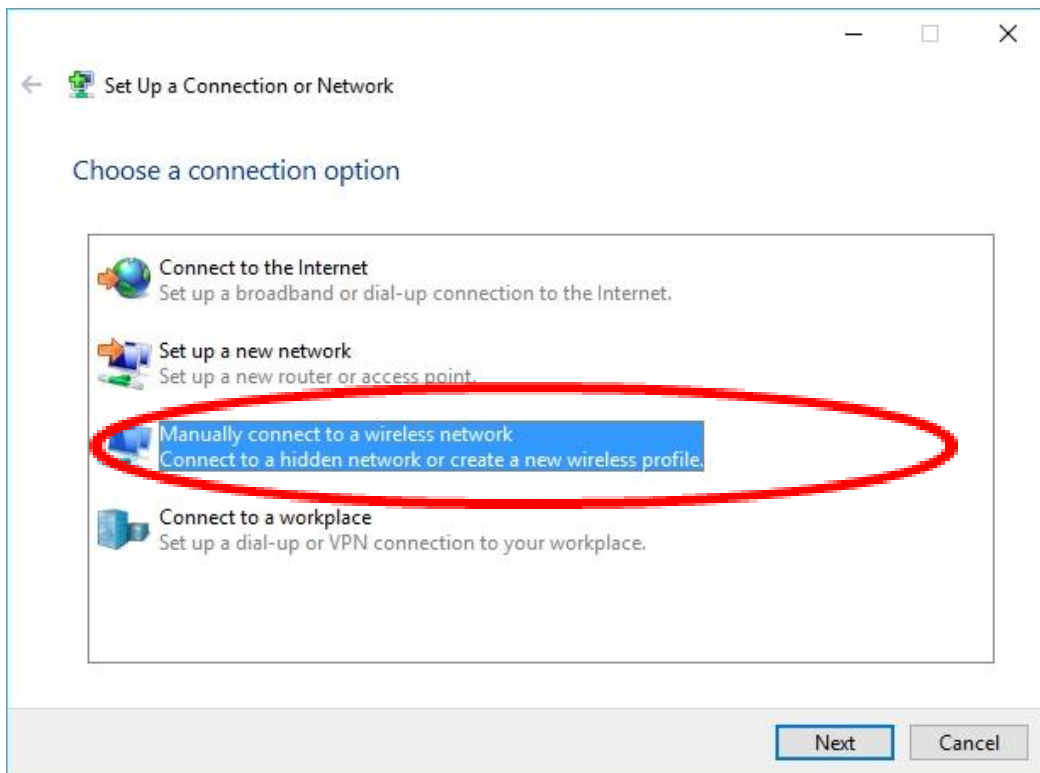 Set Up a Connection or Network
Choose a connection option
Connect to the Internet
Set up a broadband or dial-up connection to the Internet.
Set up a new network
Set up a new router or access point.
Manually connect to a wireless network
Connect to a hidden network or create a new wireless profile.
Connect to a workplace
Set up a dial-up or VPN connection to your workplace.
Next
Cancel